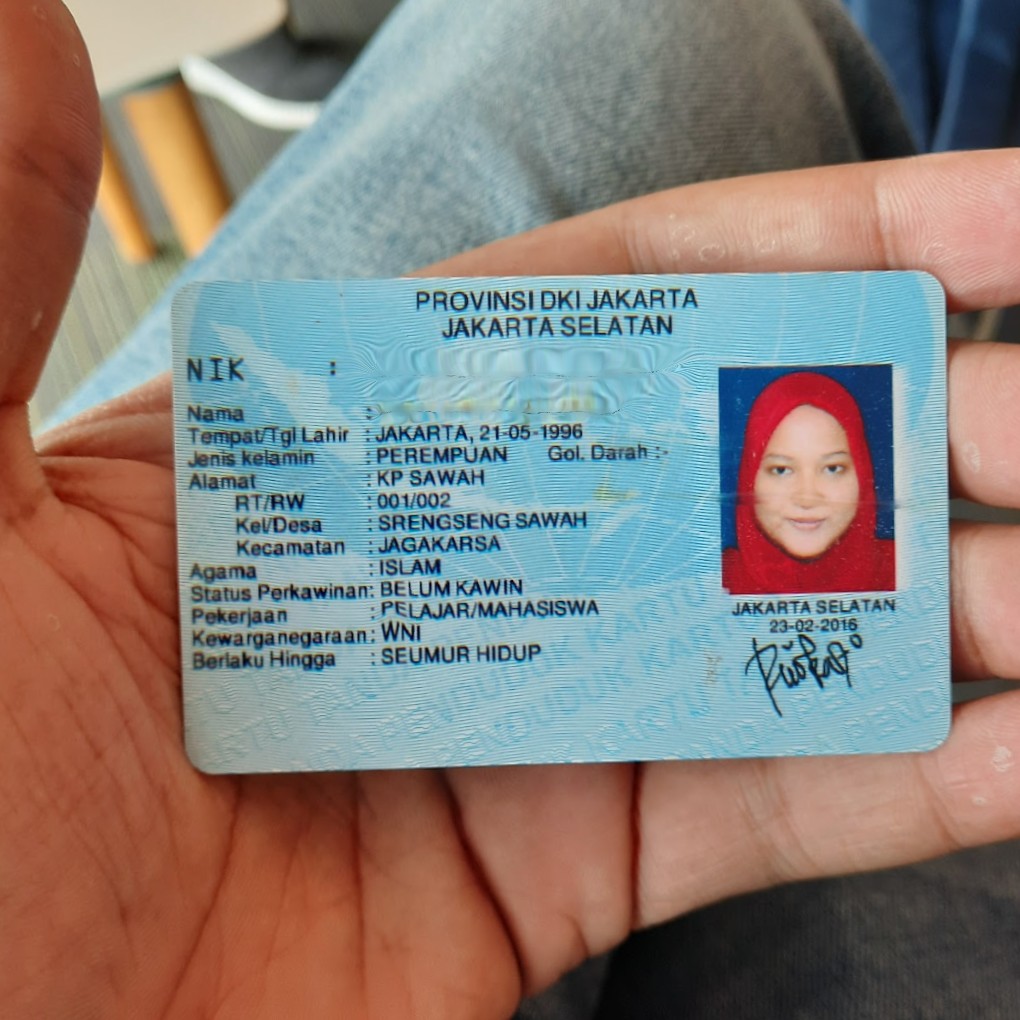 PROVINSI DKI JAKARTA
JAKARTA SELATAN
NIK :
Nama :
Tempat/Tgl Lahir : JAKARTA, 21-05-1996
Jenis kelamin : PEREMPUAN Gol. Darah :-
Alamat : KP SAWAH
RT/RW : 001/002
Kel/Desa : SRENGSENG SAWAH
Kecamatan : JAGAKARSA
Agama : ISLAM
Status Perkawinan: BELUM KAWIN
Pekerjaan : PELAJAR/MAHASISWA
Kewarganegaraan: WNI
Berlaku Hingga : SEUMUR HIDUP
JAKARTA SELATAN
23-02-2016